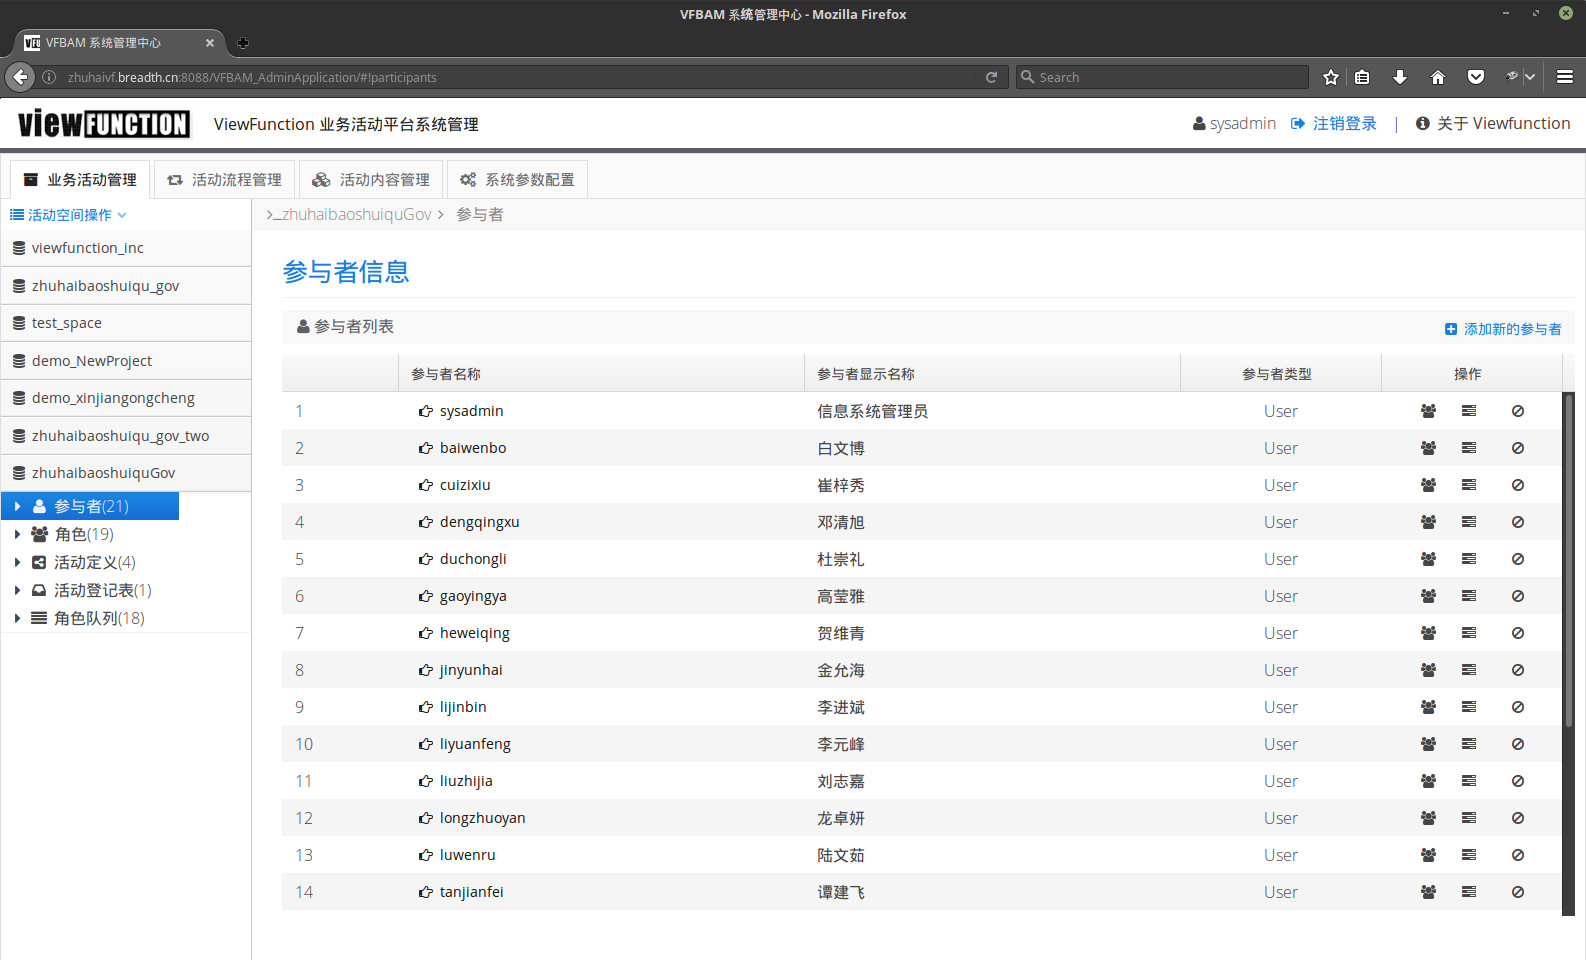 VFBAM 系统管理中心 - Mozilla Firefox
VFU VFBAM 系统管理中心
zhuhaivf.breadth.cn:8088/VFBAM_AdminApplication/#!participants
Search
viewFUNCTION ViewFunction 业务活动平台系统管理
sysadmin 注销登录 | 关于 Viewfunction
业务活动管理 活动流程管理 活动内容管理 系统参数配置
活动空间操作
viewfunction_inc
zhuhaibaoshuiqu_gov
test_space
demo_NewProject
demo_xinjiangongcheng
zhuhaibaoshuiqu_gov_two
zhuhaibaoshuiquGov
参与者(21)
角色(19)
活动定义(4)
活动登记表(1)
角色队列(18)
>_zhuhaibaoshuiquGov > 参与者
参与者信息
参与者列表
添加新的参与者
参与者名称 参与者显示名称 参与者类型 操作
1 sysadmin 信息系统管理员 User
2 baiwenbo 白文博 User
3 cuizixiu 崔梓秀 User
4 dengqingxu 邓清旭 User
5 duchongli 杜崇礼 User
6 gaoyingya 高莹雅 User
7 heweiqing 贺维青 User
8 jinyunhai 金允海 User
9 lijinbin 李进斌 User
10 liyuanfeng 李元峰 User
11 liuzhijia 刘志嘉 User
12 longzhuoyan 龙卓妍 User
13 luwenru 陆文茹 User
14 tanjianfei 谭建飞 User